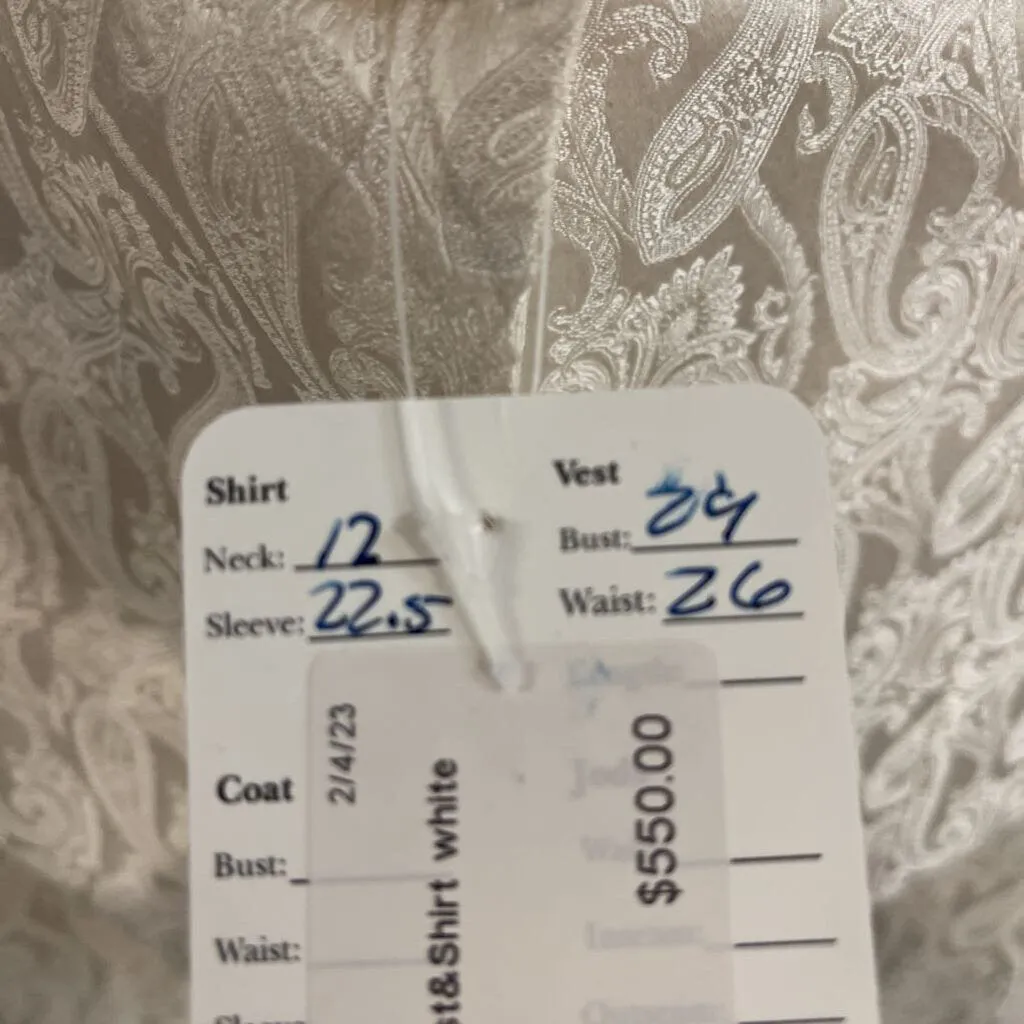 Shirt
Neck: 12
Sleeve: 22.5
Vest
Bust:
Waist: 26
Coat
Bust:
Waist:
2/4/23
st&Shirt white
$550.00